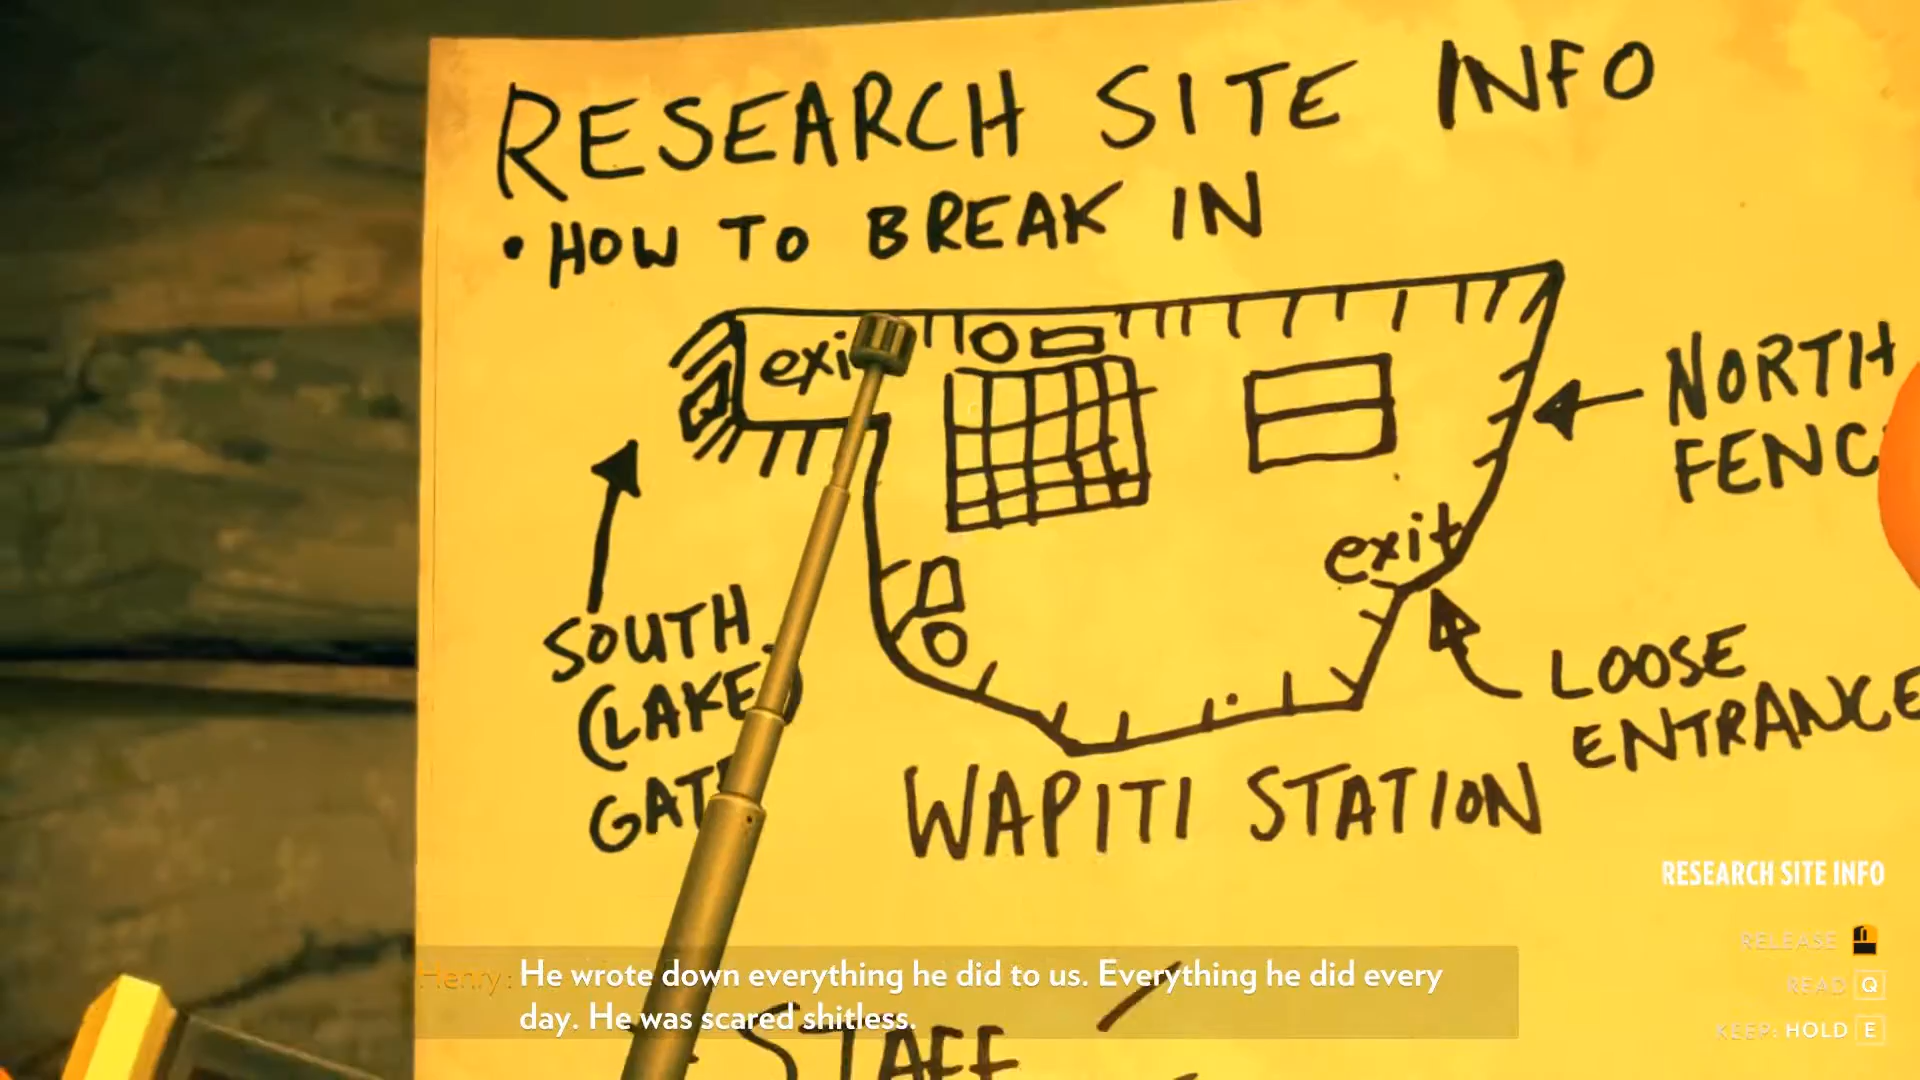 RESEARCH SITE INFO
• HOW TO BREAK IN
exi
NORTH
FENC
exit
SOUTH
(LAKE)
GAT
LOOSE
ENTRANCE
WAPITI STATION
STAFF
RESEARCH SITE INFO
RELEASE
READ Q
KEEP: HOLD E
Henry: He wrote down everything he did to us. Everything he did every
day. He was scared shitless.